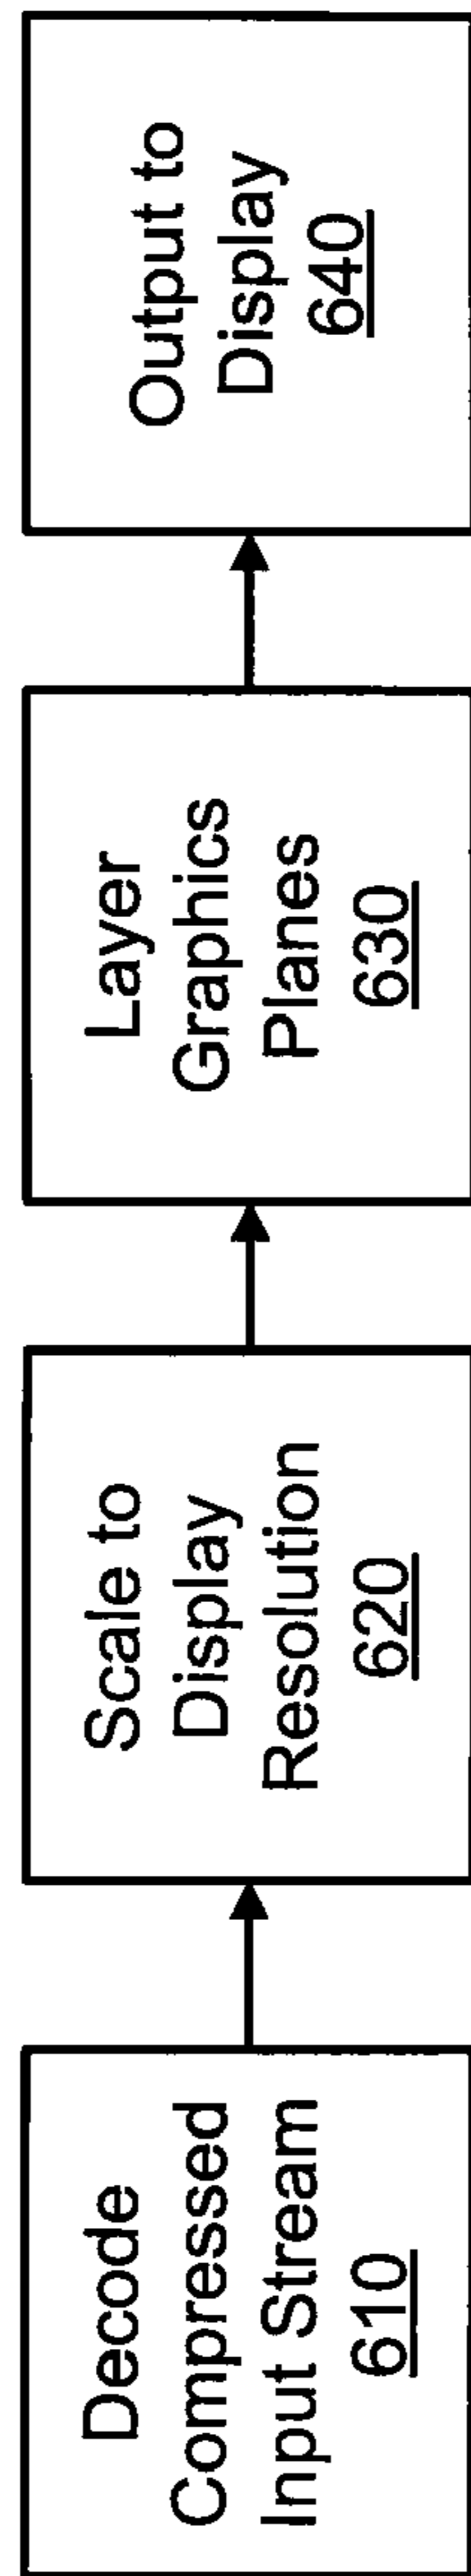 Decode
Compressed
Input Stream
610
Scale to
Display
Resolution
620
Layer
Graphics
Planes
630
Output to
Display
640